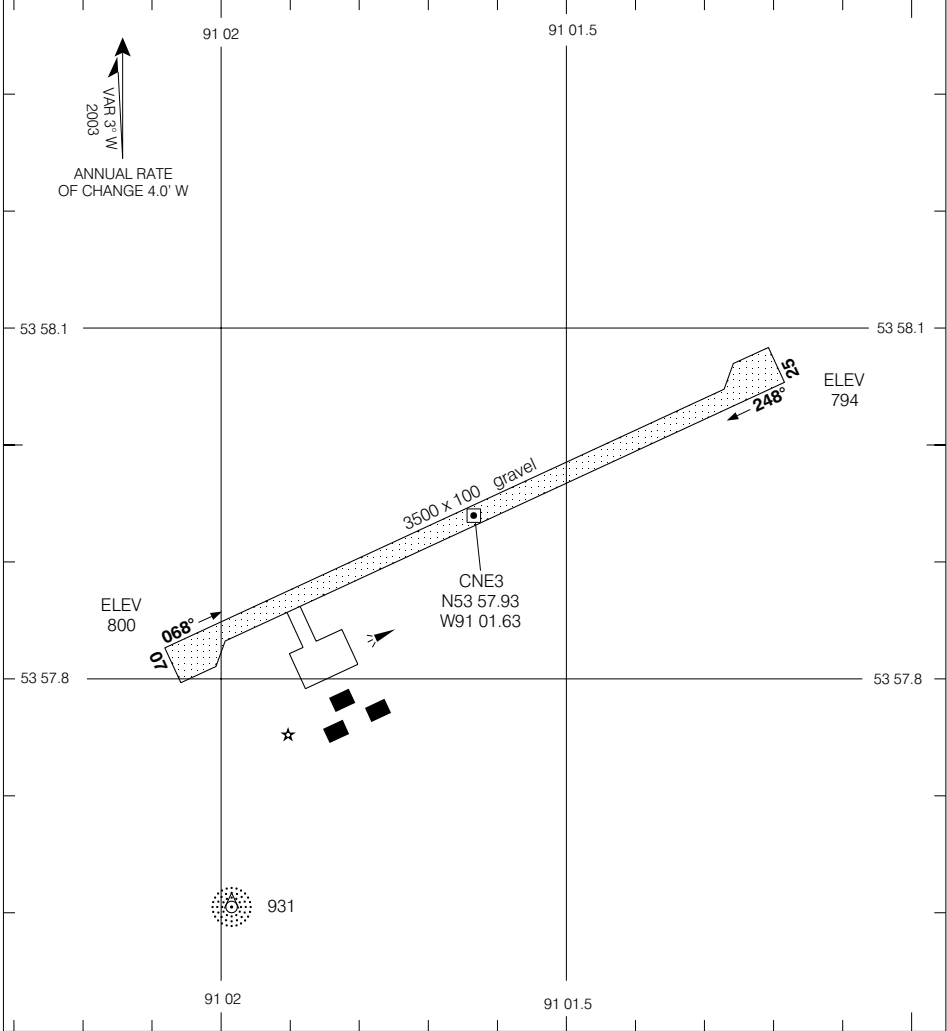 91 02
91 01.5
VAR 3° W
2003
ANNUAL RATE
OF CHANGE 4.0' W
53 58.1
53 58.1
25
ELEV
794
248°
3500 x 100 gravel
CNE3
N53 57.93
W91 01.63
ELEV
800
068°
07
53 57.8
53 57.8
931
91 02
91 01.5